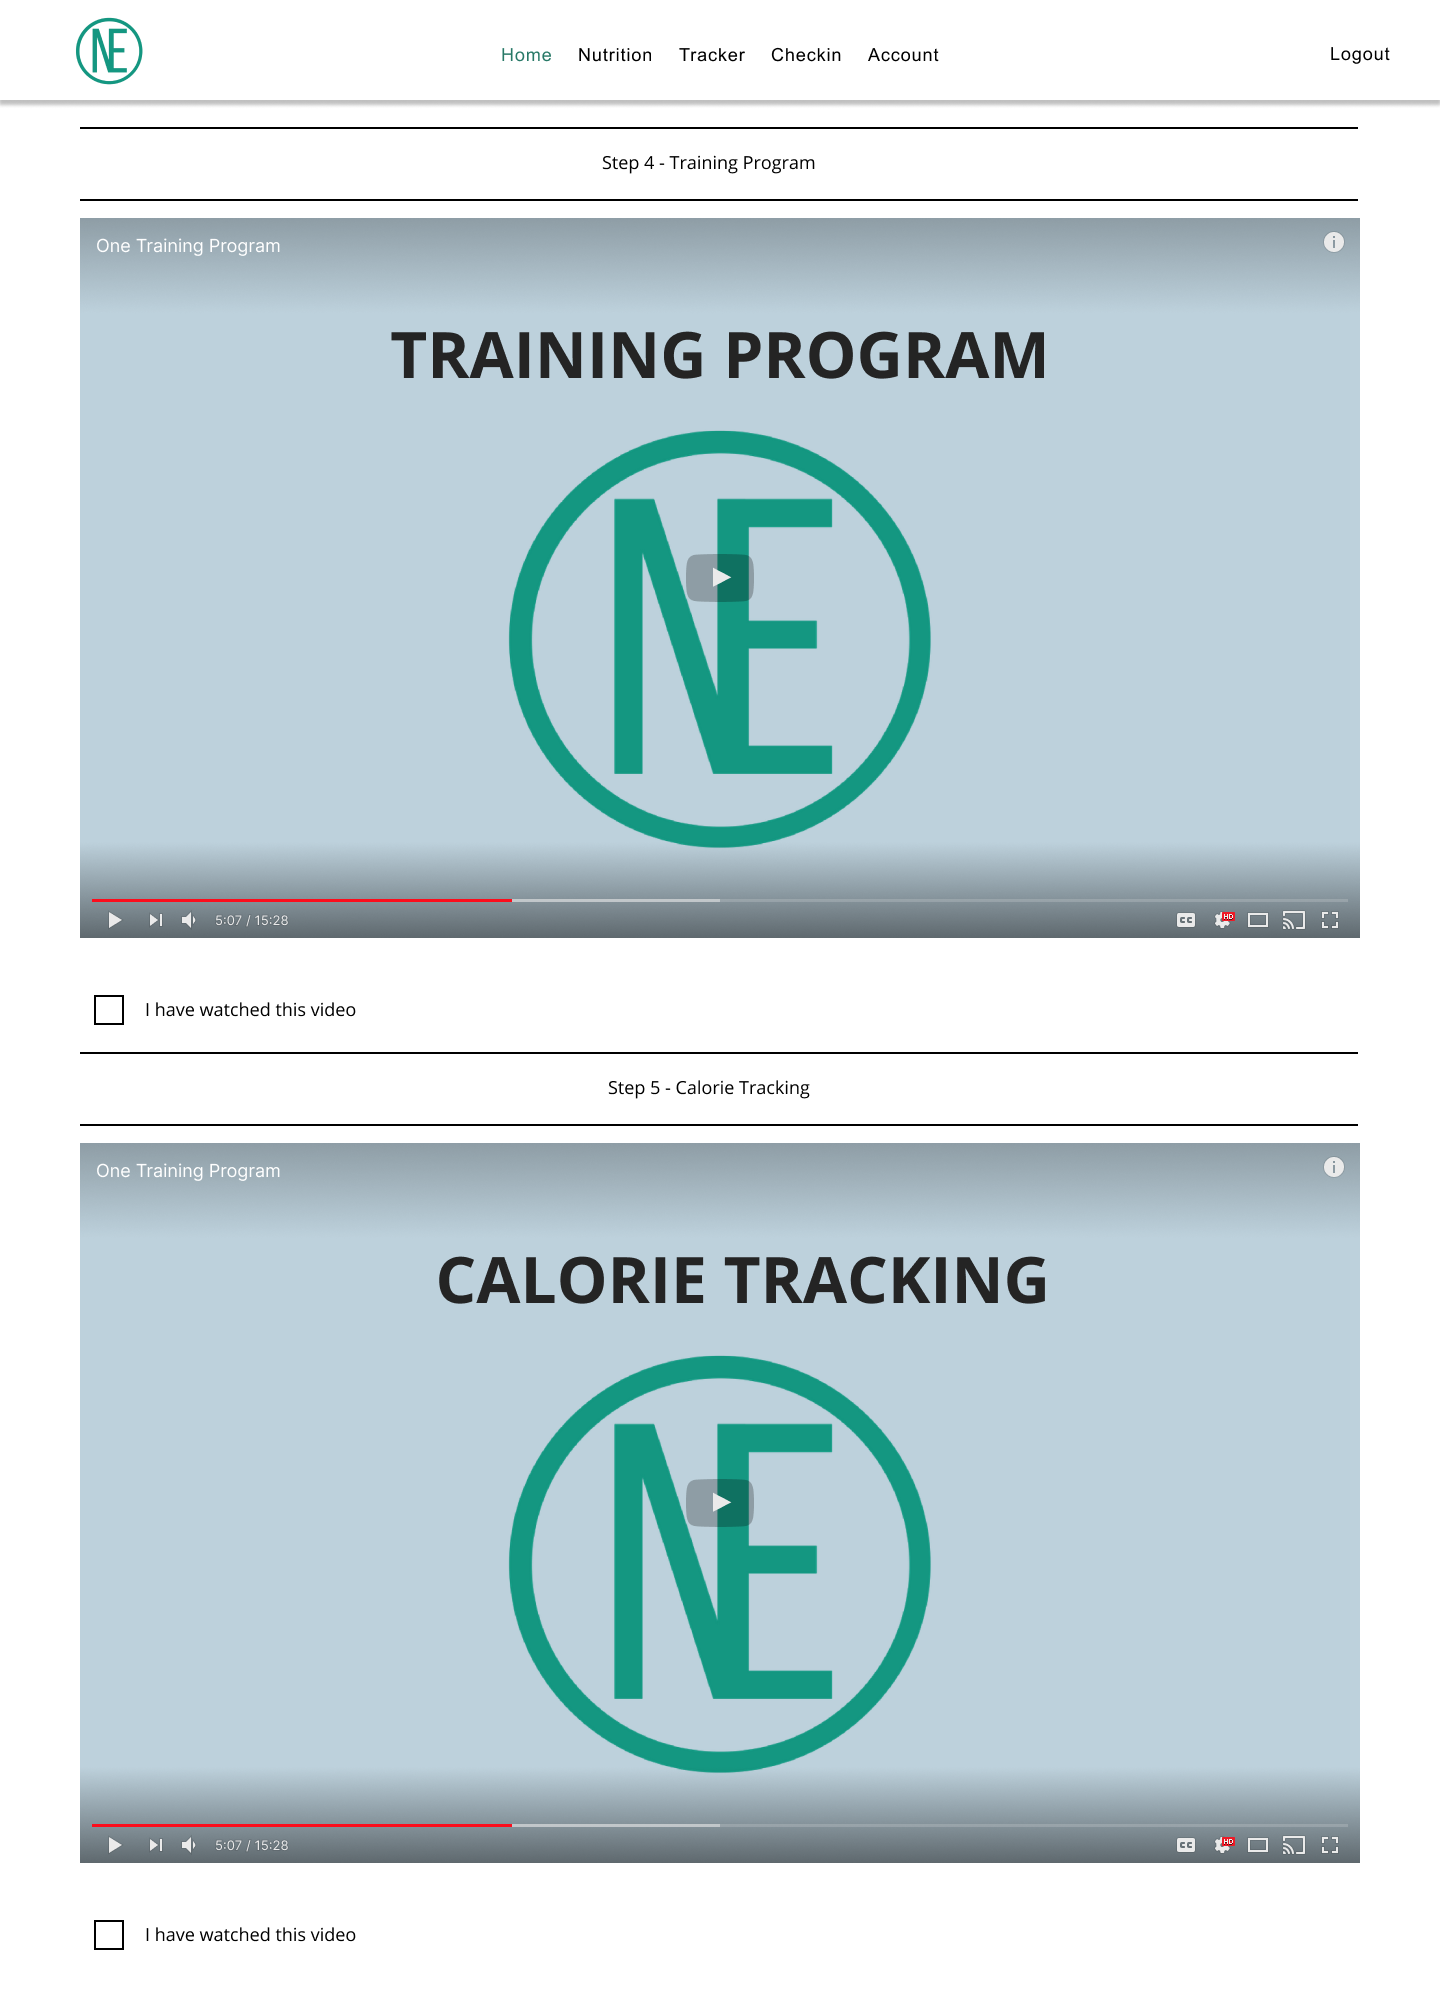 NE
Home Nutrition Tracker Checkin Account
Logout
Step 4 - Training Program
One Training Program
i
TRAINING PROGRAM
NE
5:07 / 15:28
CC
HD
I have watched this video
Step 5 - Calorie Tracking
One Training Program
i
CALORIE TRACKING
NE
5:07 / 15:28
CC
HD
I have watched this video